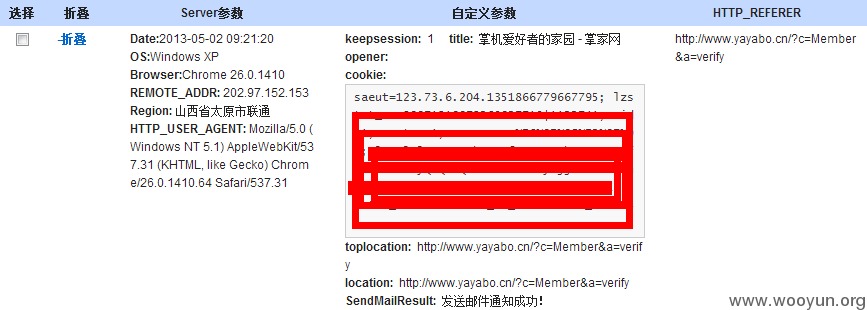 选择 折叠 Server参数 自定义参数 HTTP_REFERER
-折叠
Date:2013-05-02 09:21:20
OS:Windows XP
Browser:Chrome 26.0.1410
REMOTE_ADDR: 202.97.152.153
Region: 山西省太原市联通
HTTP_USER_AGENT: Mozilla/5.0 (
Windows NT 5.1) AppleWebKit/53
7.31 (KHTML, like Gecko) Chrom
e/26.0.1410.64 Safari/537.31
keepsession: 1 title: 掌机爱好者的家园 - 掌家网
opener:
cookie:
saeut=123.73.6.204.1351866779667795; lzs
toplocation: http://www.yayabo.cn/?c=Member&a=verif
y
location: http://www.yayabo.cn/?c=Member&a=verify
SendMailResult: 发送邮件通知成功!
http://www.yayabo.cn/?c=Member
&a=verify
www.wooyun.org